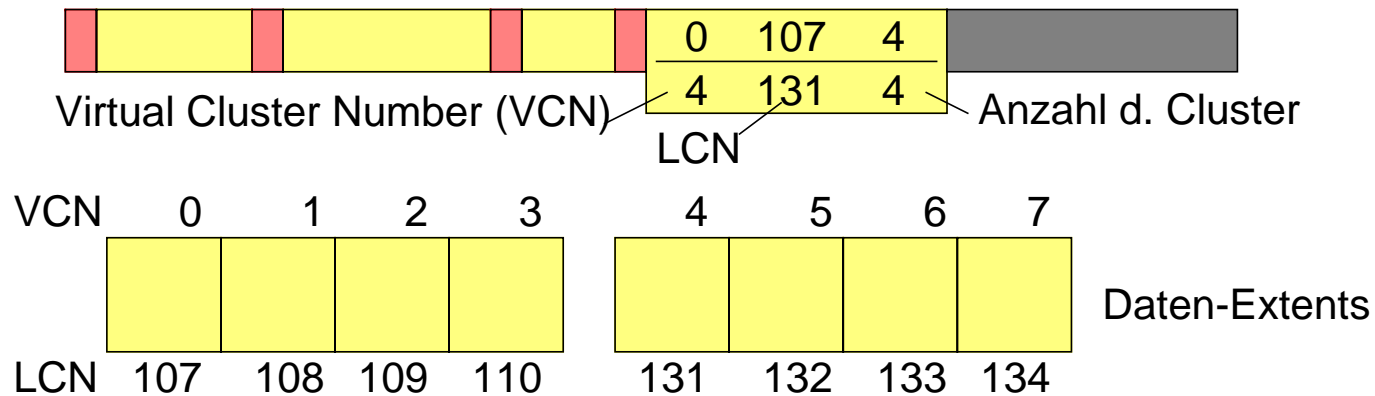 0 107 4
4 131 4
Virtual Cluster Number (VCN)
Anzahl d. Cluster
LCN
VCN 0 1 2 3 4 5 6 7
Daten-Extents
LCN 107 108 109 110 131 132 133 134